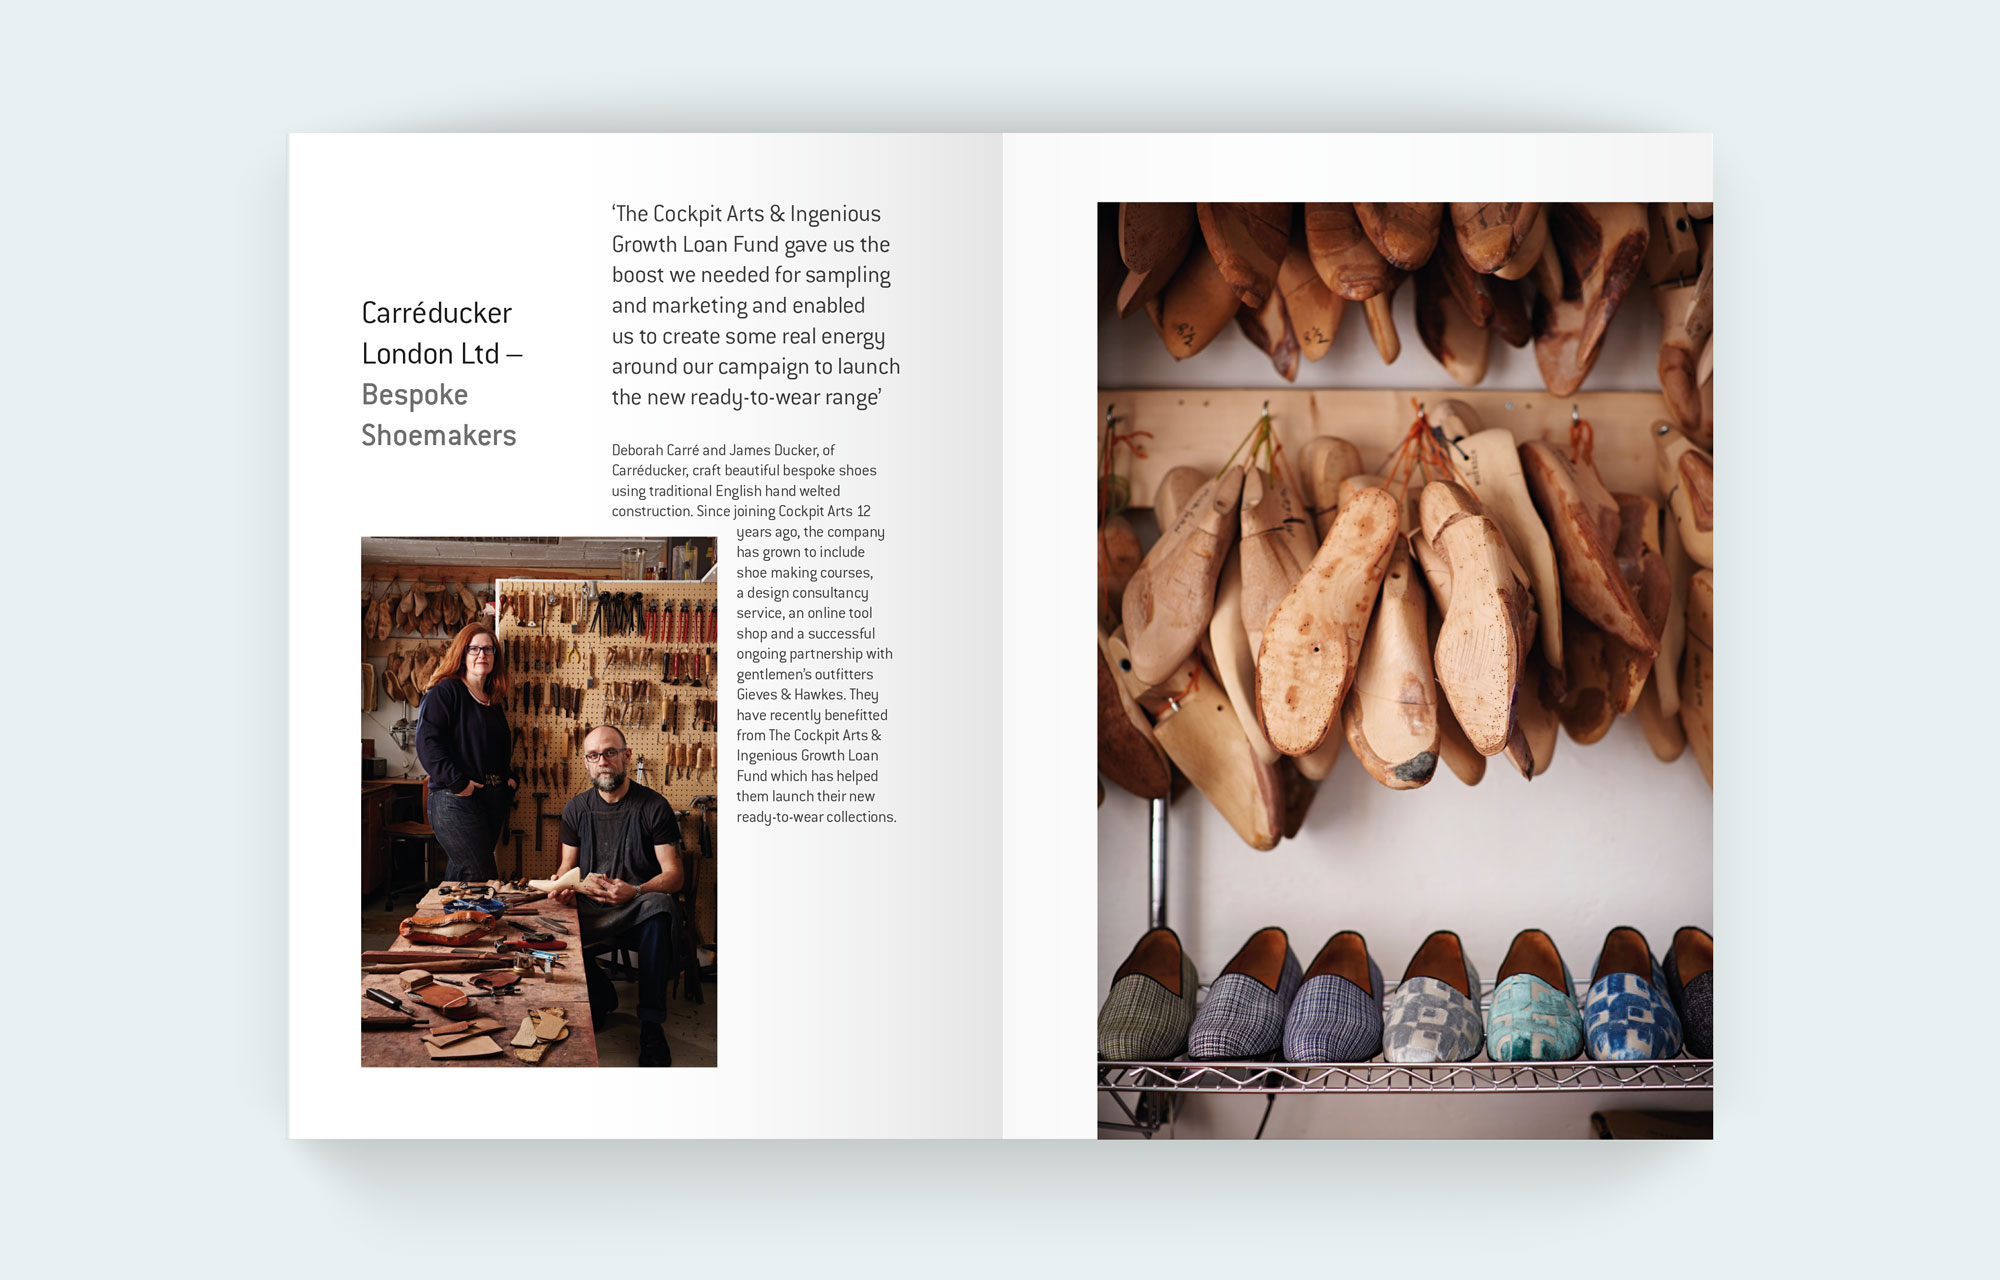 Carréducker
London Ltd –
Bespoke
Shoemakers
‘The Cockpit Arts & Ingenious
Growth Loan Fund gave us the
boost we needed for sampling
and marketing and enabled
us to create some real energy
around our campaign to launch
the new ready-to-wear range’
Deborah Carré and James Ducker, of
Carréducker, craft beautiful bespoke shoes
using traditional English hand welted
construction. Since joining Cockpit Arts 12
years ago, the company
has grown to include
shoe making courses,
a design consultancy
service, an online tool
shop and a successful
ongoing partnership with
gentlemen’s outfitters
Gieves & Hawkes. They
have recently benefitted
from The Cockpit Arts &
Ingenious Growth Loan
Fund which has helped
them launch their new
ready-to-wear collections.